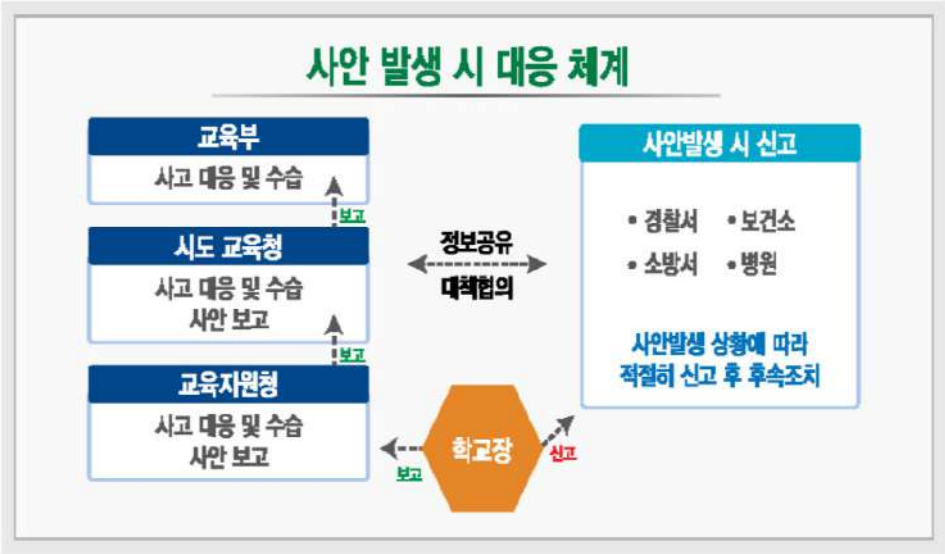 사안 발생 시 대응 체계
교육부
사고 대응 및 수습
보고
시도 교육청
사고 대응 및 수습
사안 보고
보고
교육지원청
사고 대응 및 수습
사안 보고
보고
학교장
신고
정보공유
대책협의
사안발생 시 신고
• 경찰서 • 보건소
• 소방서 • 병원
사안발생 상황에 따라
적절히 신고 후 후속조치